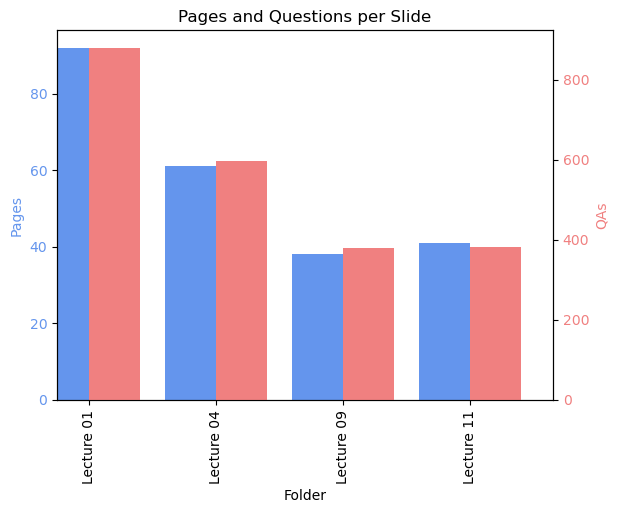 Pages and Questions per Slide
80
60
40
20
0
Pages
800
600
400
200
0
QAs
Lecture 01
Lecture 04
Lecture 09
Lecture 11
Folder